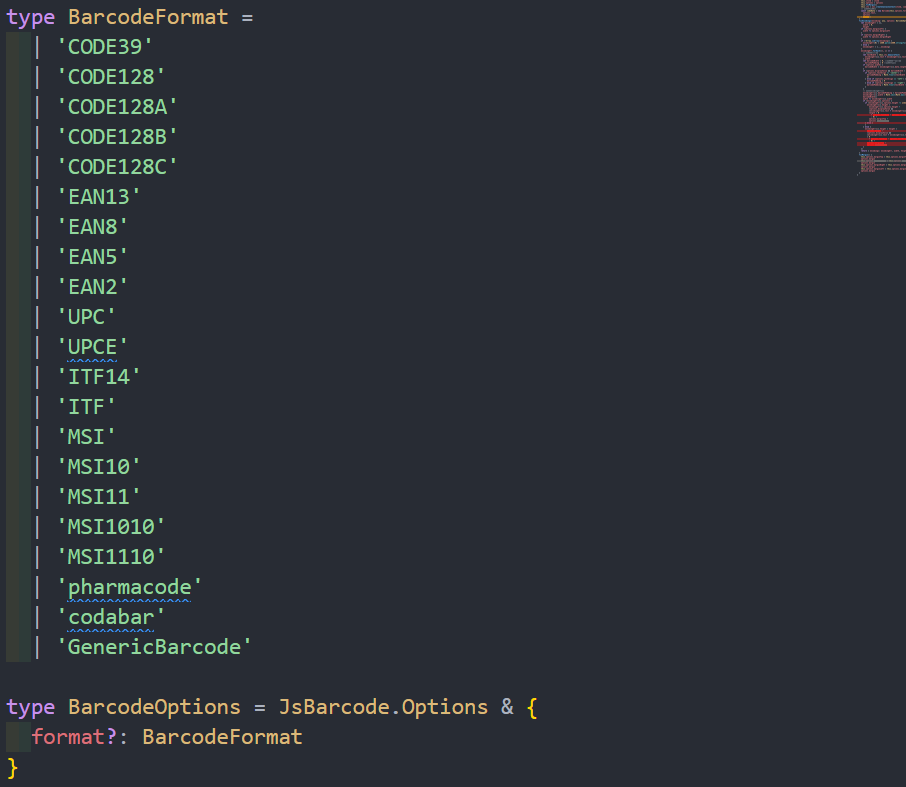 type BarcodeFormat =
| 'CODE39'
| 'CODE128'
| 'CODE128A'
| 'CODE128B'
| 'CODE128C'
| 'EAN13'
| 'EAN8'
| 'EAN5'
| 'EAN2'
| 'UPC'
| 'UPCE'
| 'ITF14'
| 'ITF'
| 'MSI'
| 'MSI10'
| 'MSI11'
| 'MSI1010'
| 'MSI1110'
| 'pharmacode'
| 'codabar'
| 'GenericBarcode'
type BarcodeOptions = JsBarcode.Options & {
format?: BarcodeFormat
}